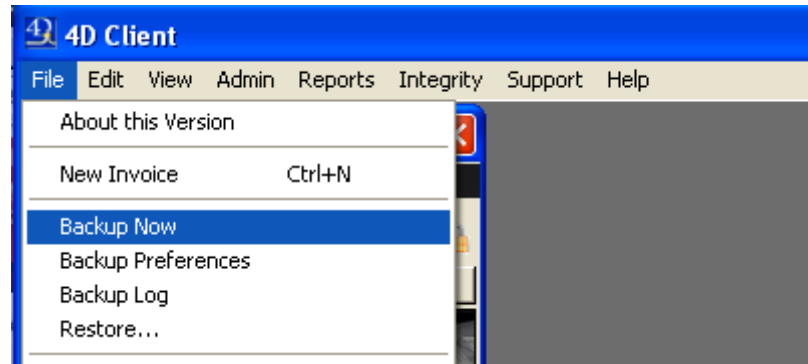 4D Client
File Edit View Admin Reports Integrity Support Help
About this Version
New Invoice Ctrl+N
Backup Now
Backup Preferences
Backup Log
Restore...